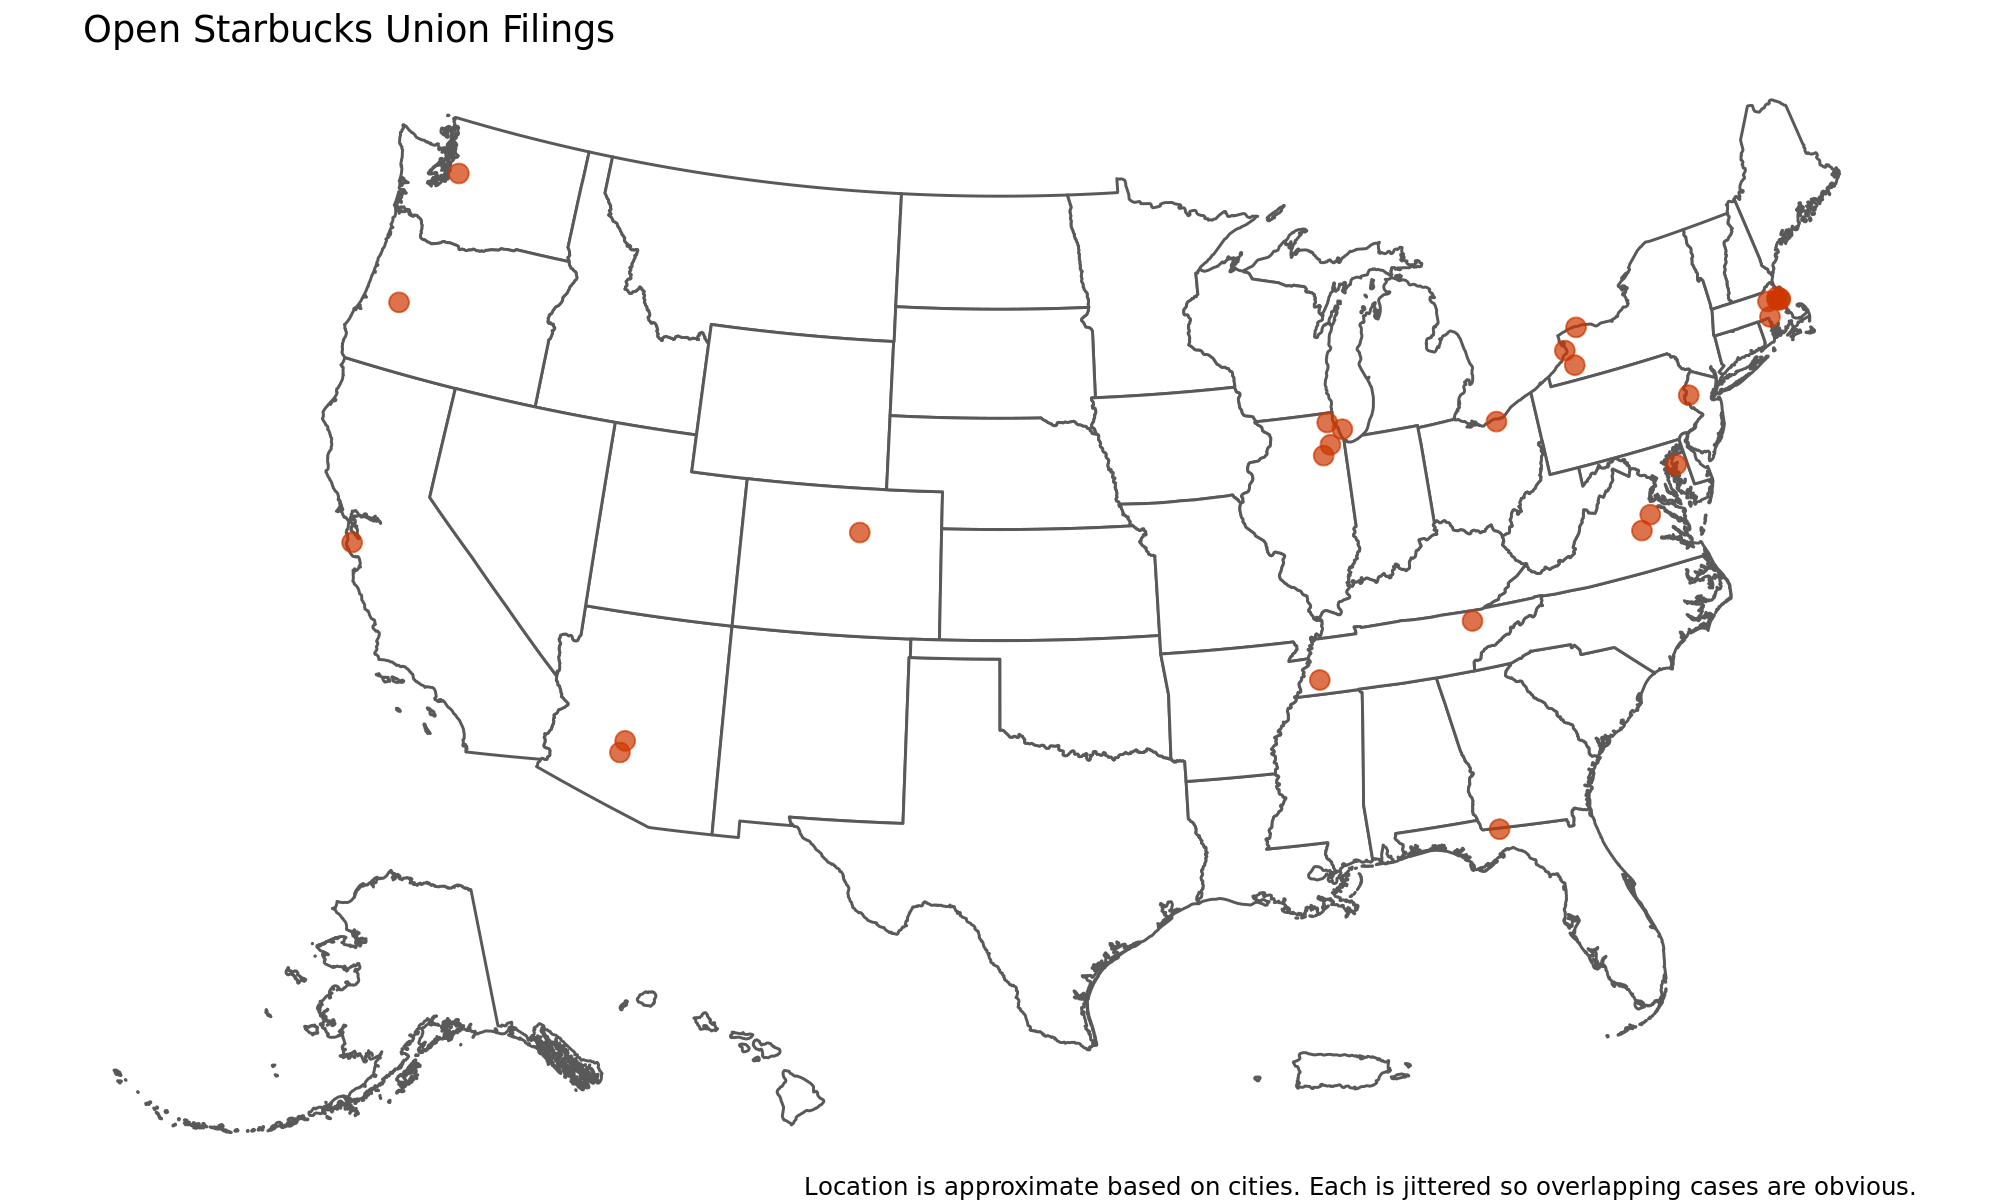 Open Starbucks Union Filings
Location is approximate based on cities. Each is jittered so overlapping cases are obvious.